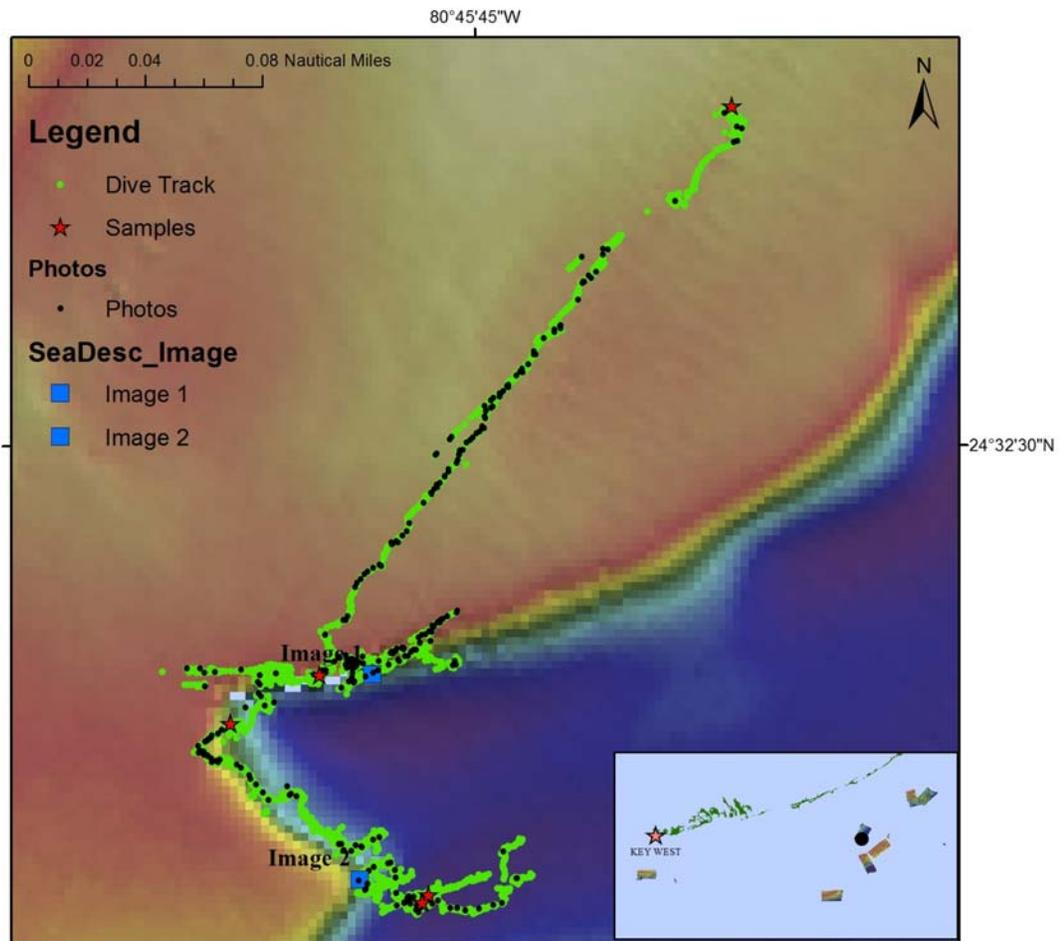 80°45'45"W
0 0.02 0.04 0.08 Nautical Miles
N
Legend
Dive Track
Samples
Photos
Photos
SeaDesc_Image
Image 1
Image 2
24°32'30"N
Image 1
Image 2
KEY WEST